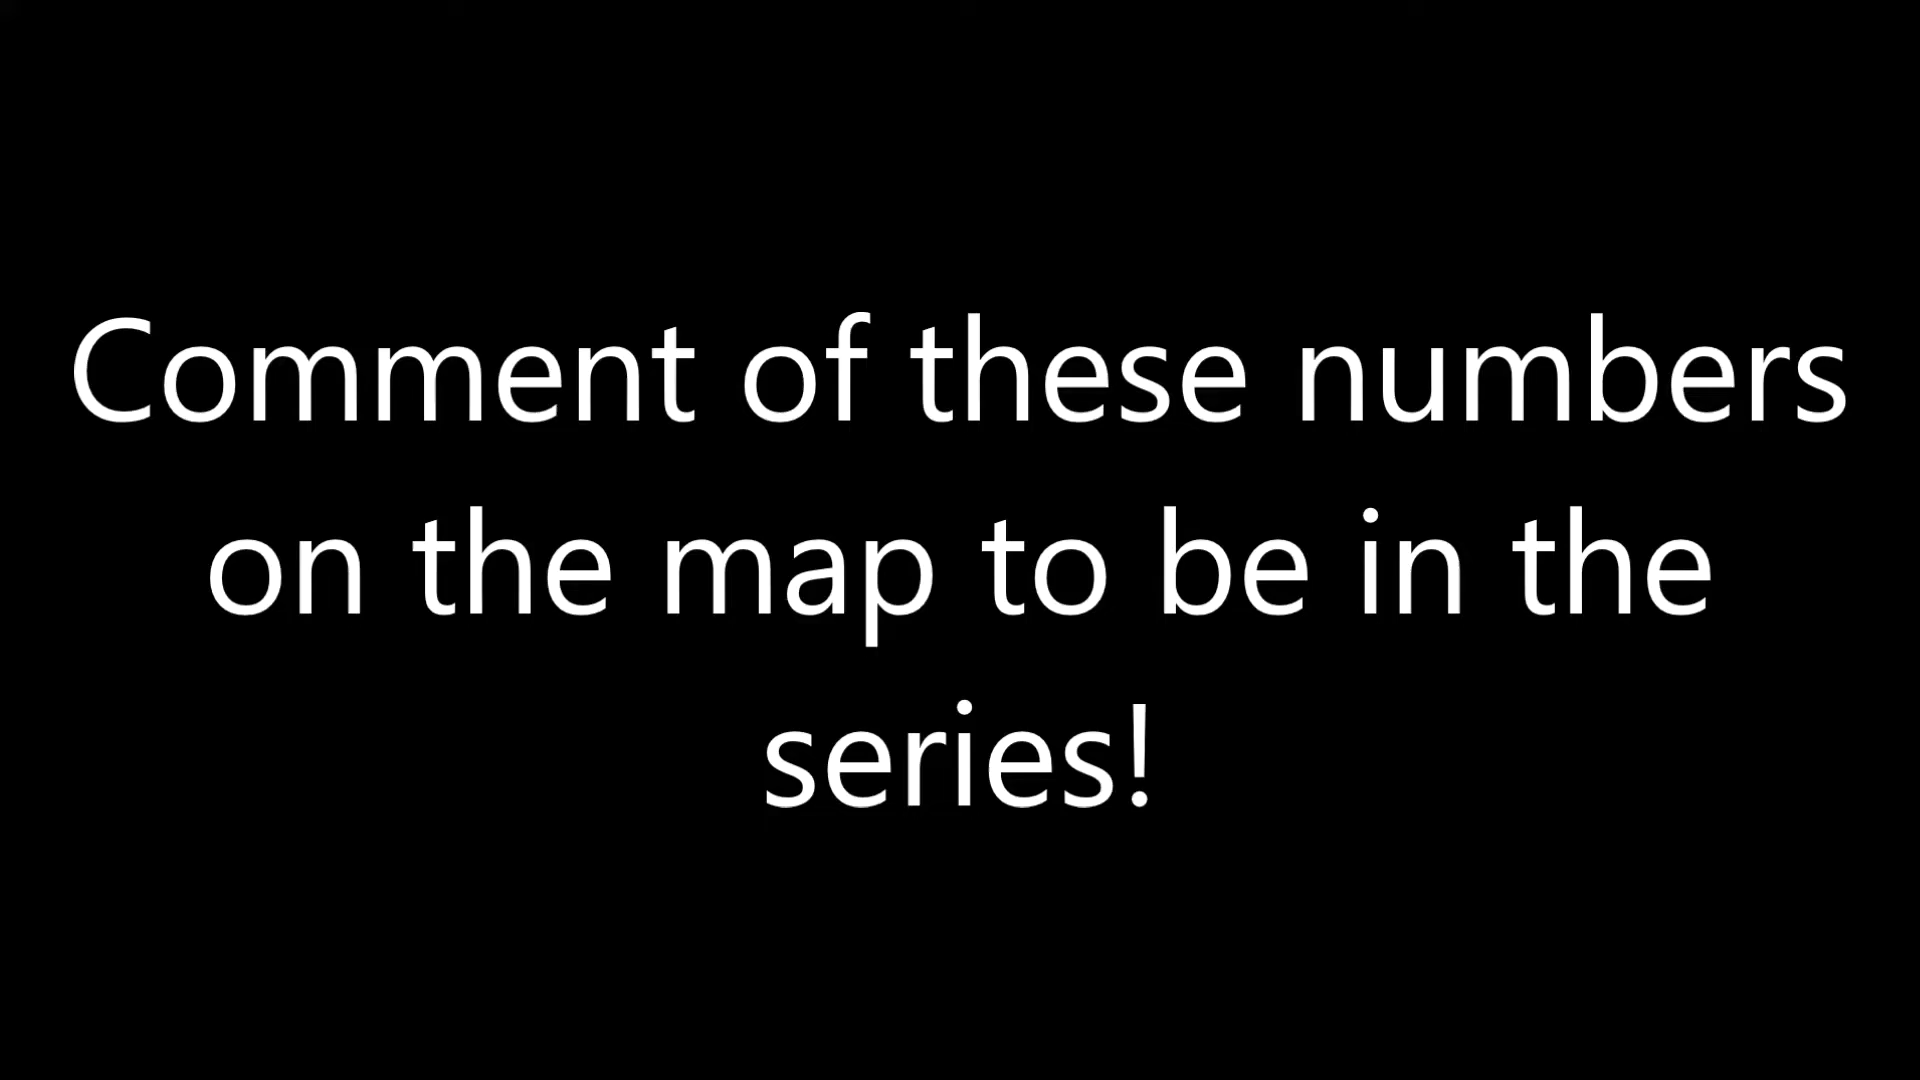 Comment of these numbers
on the map to be in the
series!